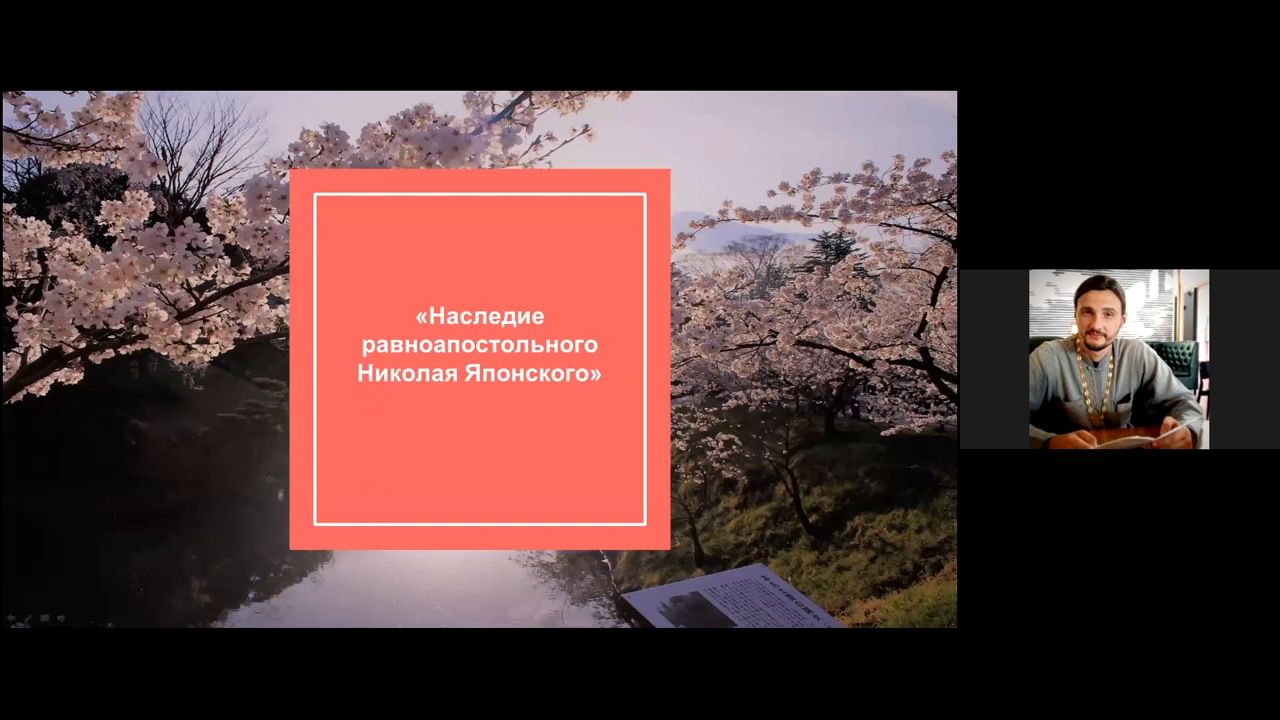 «Наследие
равноапостольного
Николая Японского»